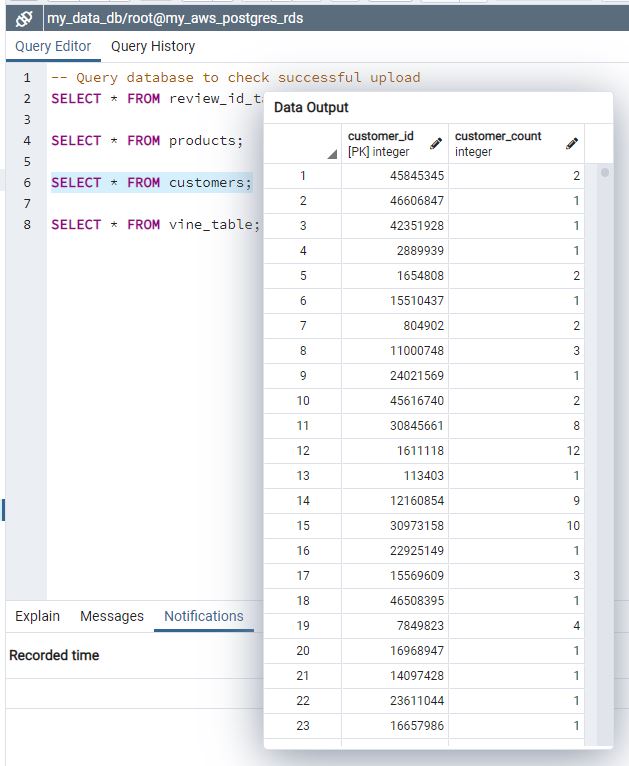 my_data_db/root@my_aws_postgres_rds
Query Editor Query History
1 -- Query database to check successful upload
2 SELECT * FROM review_id_t
3
4 SELECT * FROM products;
5
6 SELECT * FROM customers;
7
8 SELECT * FROM vine_table;
Data Output
customer_id customer_count
[PK] integer integer
1 45845345 2
2 46606847 1
3 42351928 1
4 2889939 1
5 1654808 2
6 15510437 1
7 804902 2
8 11000748 3
9 24021569 1
10 45616740 2
11 30845661 8
12 1611118 12
13 113403 1
14 12160854 9
15 30973158 10
16 22925149 1
17 15569609 3
18 46508395 1
19 7849823 4
20 16968947 1
21 14097428 1
22 23611044 1
23 16657986 1
Explain Messages Notifications
Recorded time